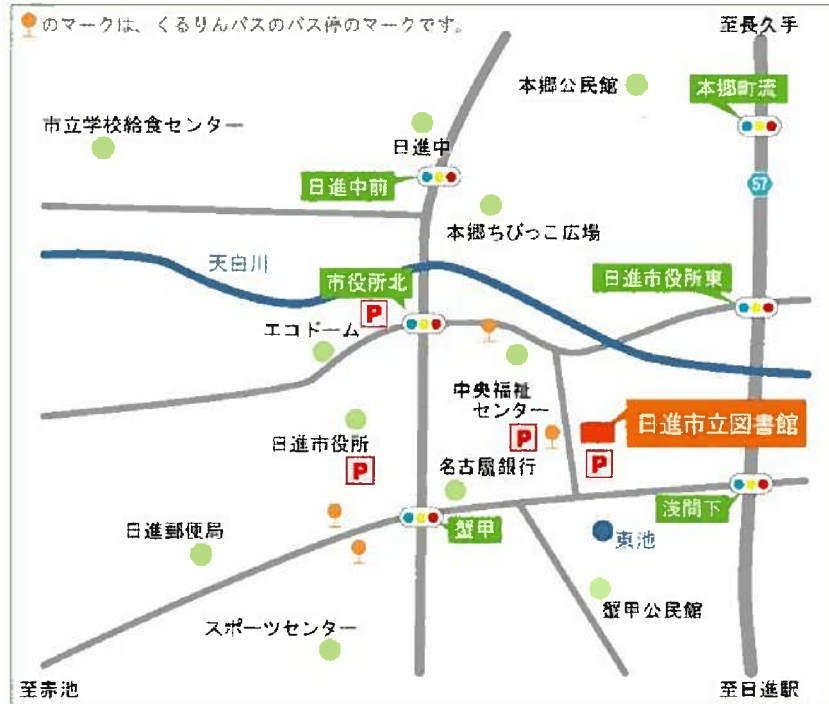 のマークは、くるりんバスのバス停のマークです。
至長久手
本郷公民館
本郷町流
市立学校給食センター
日進中
日進中前
57
本郷ちびっこ広場
天白川
市役所北
日進市役所東
P
エコドーム
中央福祉
センター
日進市立図書館
日進市役所
P
P
P
名古屋銀行
浅間下
日進郵便局
蟹甲
東池
蟹甲公民館
スポーツセンター
至赤池
至日進駅